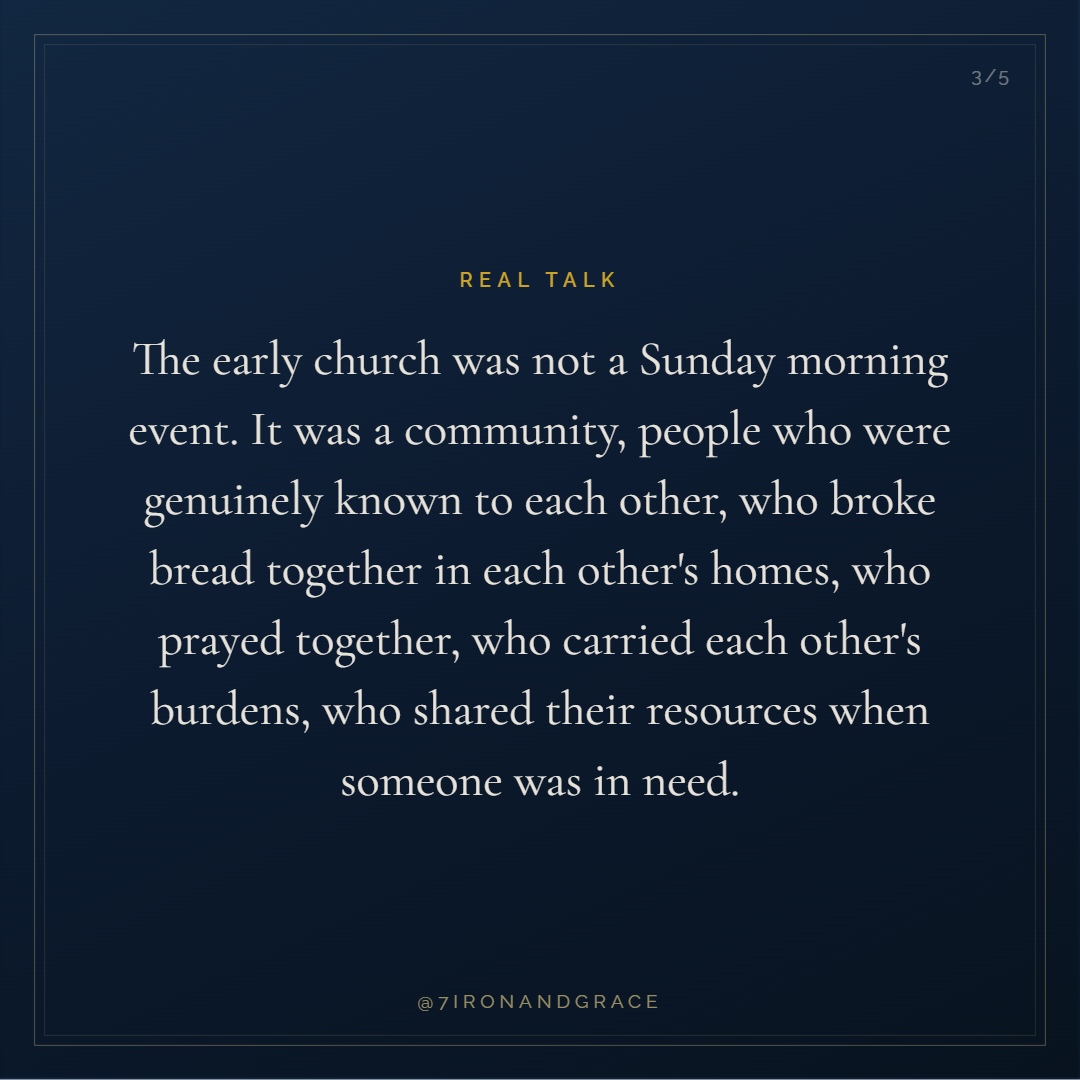 3/5
REAL TALK
The early church was not a Sunday morning
event. It was a community, people who were
genuinely known to each other, who broke
bread together in each other's homes, who
prayed together, who carried each other's
burdens, who shared their resources when
someone was in need.
@7IRONANDGRACE